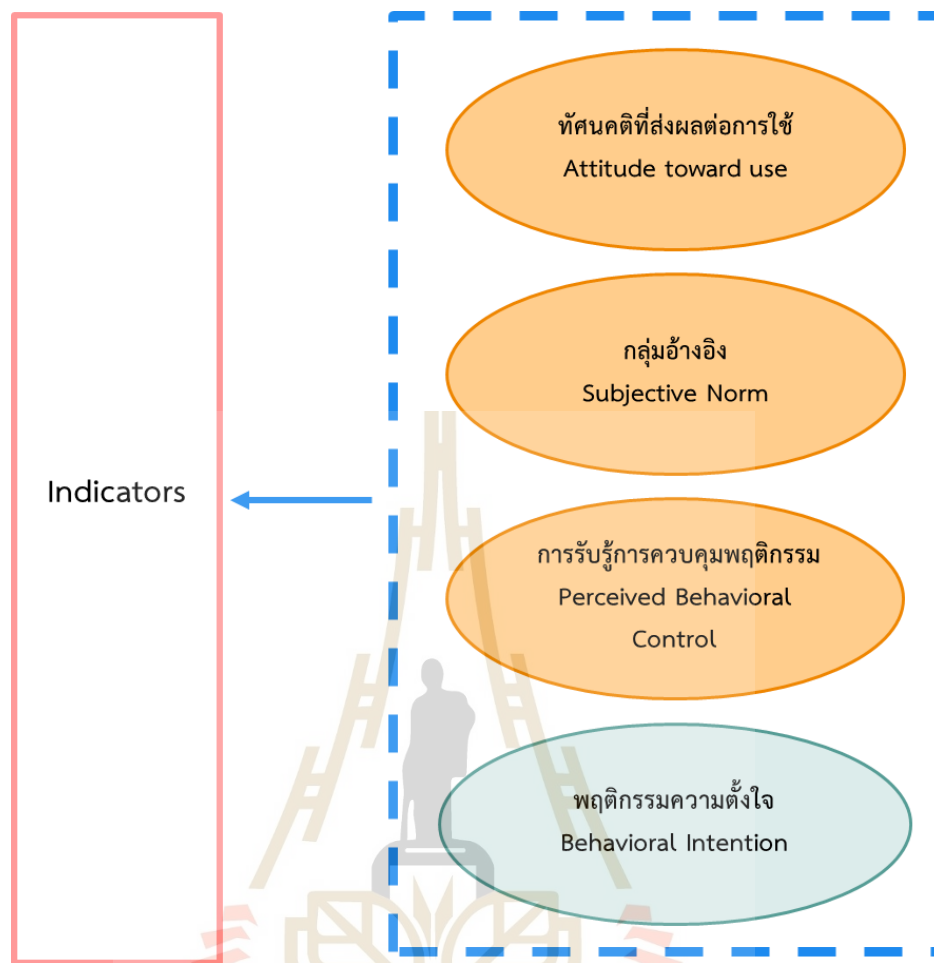 ทัศนคติที่ส่งผลต่อการใช้
Attitude toward use
กลุ่มอ้างอิง
Subjective Norm
Indicators
การรับรู้การควบคุมพฤติกรรม
Perceived Behavioral
Control
พฤติกรรมความตั้งใจ
Behavioral Intention